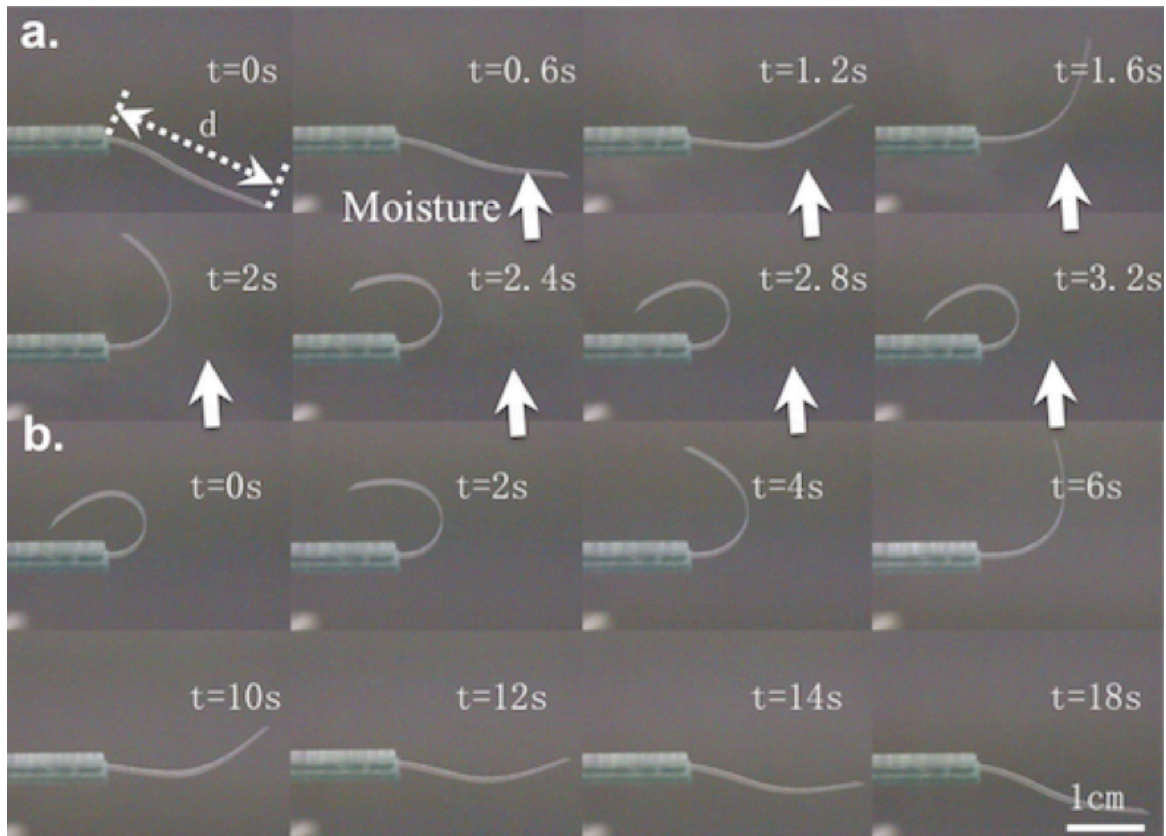 a.
t=0s
t=0.6s
t=1.2s
t=1.6s
d
Moisture
t=2s
t=2.4s
t=2.8s
t=3.2s
b.
t=0s
t=2s
t=4s
t=6s
t=10s
t=12s
t=14s
t=18s
1cm